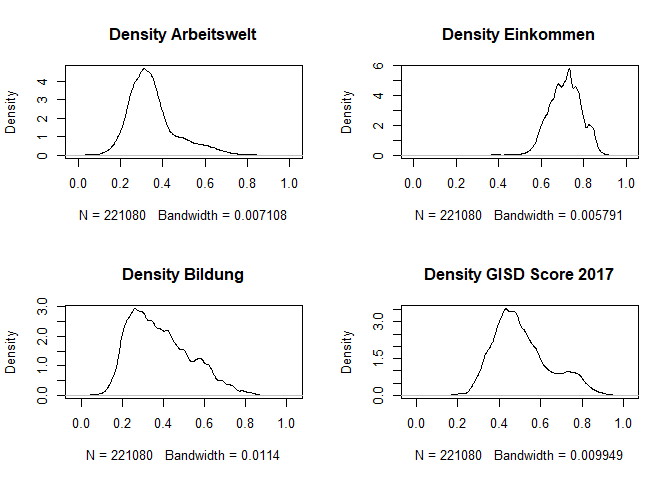 Density Arbeitswelt
Density
0 1 2 3 4
0.0 0.2 0.4 0.6 0.8 1.0
N = 221080 Bandwidth = 0.007108
Density Einkommen
Density
0 2 4 6
0.0 0.2 0.4 0.6 0.8 1.0
N = 221080 Bandwidth = 0.005791
Density Bildung
Density
0.0 1.0 2.0 3.0
0.0 0.2 0.4 0.6 0.8 1.0
N = 221080 Bandwidth = 0.0114
Density GISD Score 2017
Density
0.0 1.5 3.0
0.0 0.2 0.4 0.6 0.8 1.0
N = 221080 Bandwidth = 0.009949